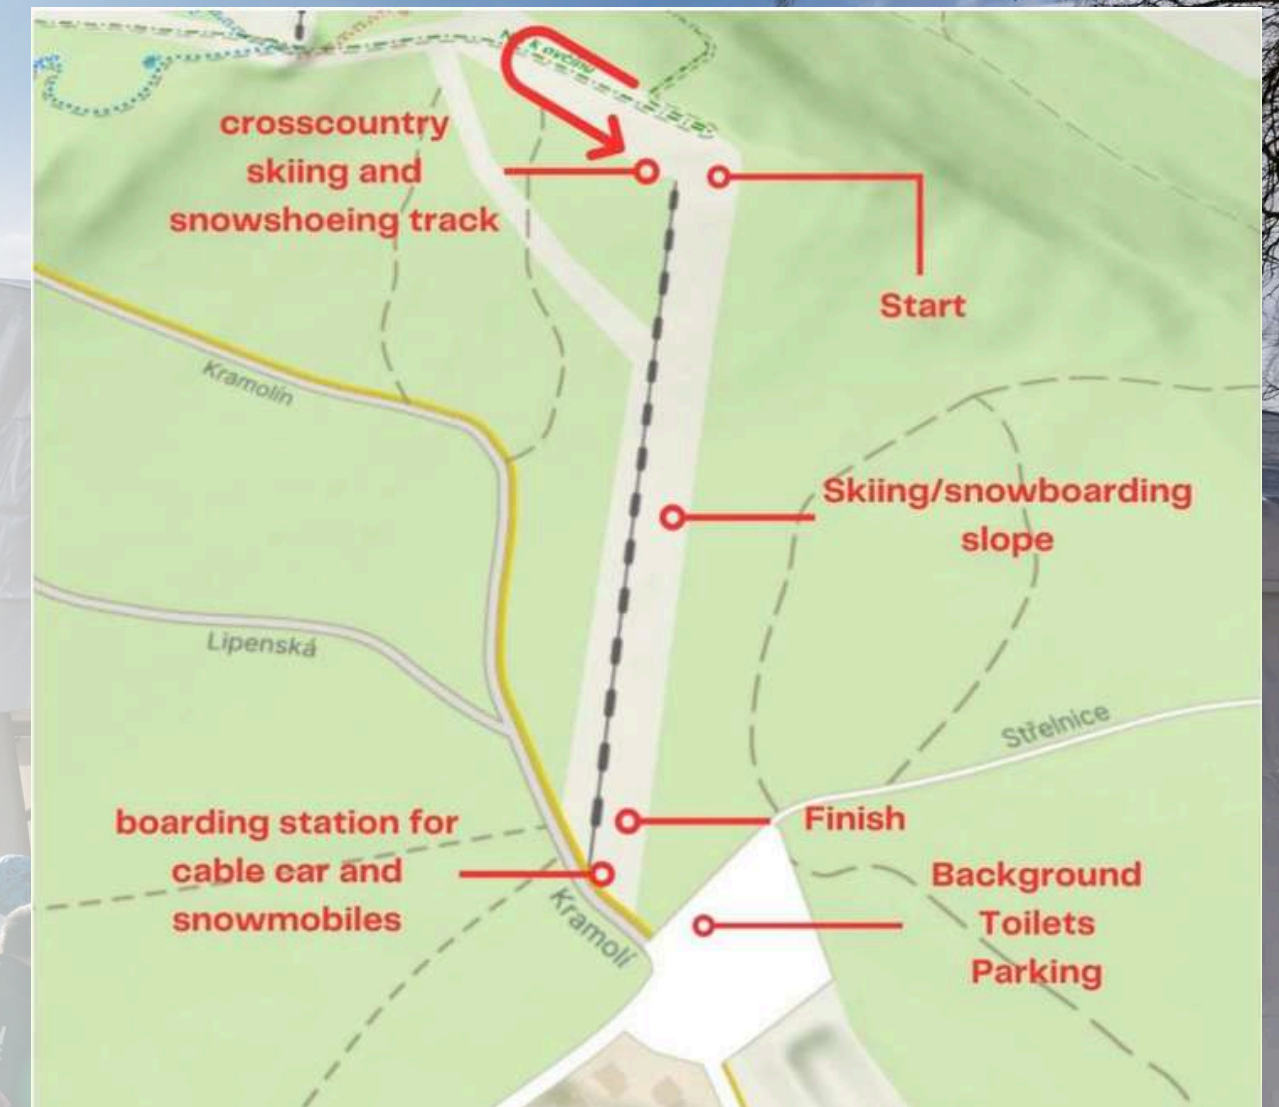 K ovčínu
crosscountry
skiing and
snowshoeing track
Start
Kramolín
Skiing/snowboarding
slope
Lipenská
Střelnice
boarding station for
cable car and
snowmobiles
Finish
Kramolí
Background
Toilets
Parking